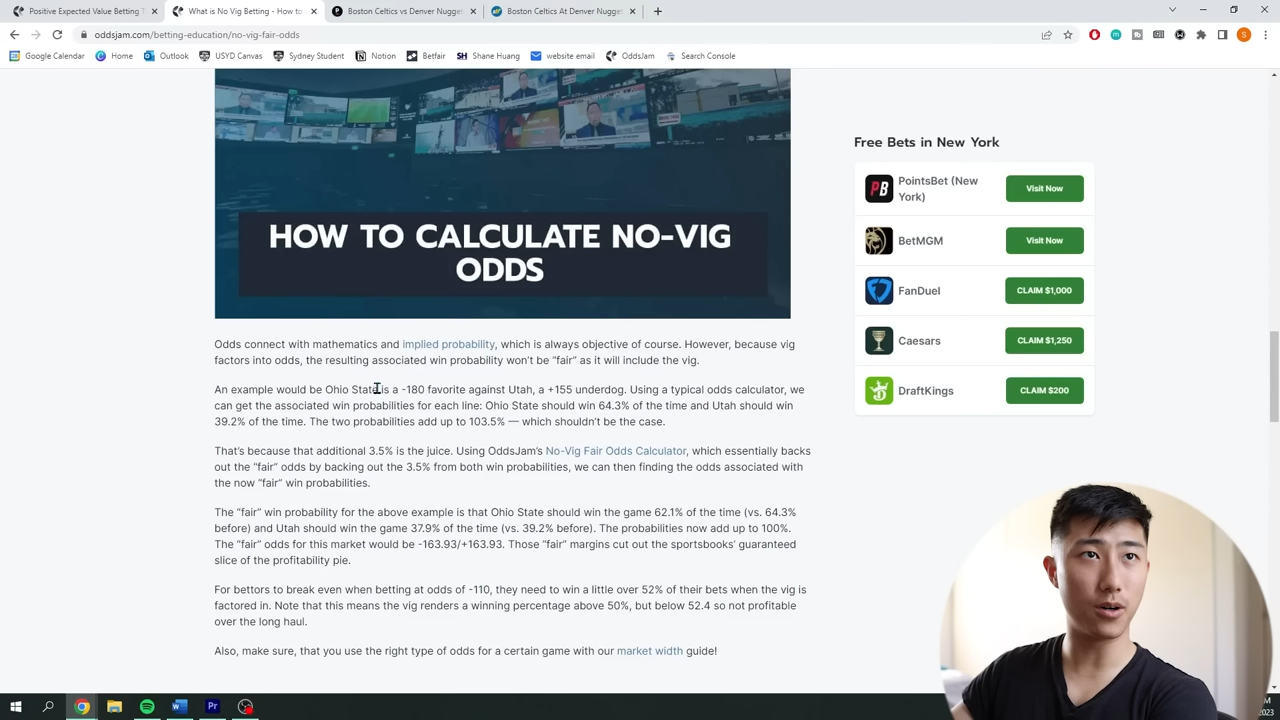 Positive Expected Value Betting T
What is No Vig Betting - How to
Boston Celtics vs Denver Nugget
Boston Celtics At Denver Nugget
oddsjam.com/betting-education/no-vig-fair-odds
Google Calendar
Home
Outlook
USYD Canvas
Sydney Student
Notion
Betfair
SH Shane Huang
website email
OddsJam
Search Console
HOW TO CALCULATE NO-VIG
ODDS
Odds connect with mathematics and implied probability, which is always objective of course. However, because vig
factors into odds, the resulting associated win probability won't be "fair" as it will include the vig.
An example would be Ohio State is a -180 favorite against Utah, a +155 underdog. Using a typical odds calculator, we
can get the associated win probabilities for each line: Ohio State should win 64.3% of the time and Utah should win
39.2% of the time. The two probabilities add up to 103.5% — which shouldn't be the case.
That's because that additional 3.5% is the juice. Using OddsJam's No-Vig Fair Odds Calculator, which essentially backs
out the "fair" odds by backing out the 3.5% from both win probabilities, we can then finding the odds associated with
the now "fair" win probabilities.
The "fair" win probability for the above example is that Ohio State should win the game 62.1% of the time (vs. 64.3%
before) and Utah should win the game 37.9% of the time (vs. 39.2% before). The probabilities now add up to 100%.
The "fair" odds for this market would be -163.93/+163.93. Those "fair" margins cut out the sportsbooks' guaranteed
slice of the profitability pie.
For bettors to break even when betting at odds of -110, they need to win a little over 52% of their bets when the vig is
factored in. Note that this means the vig renders a winning percentage above 50%, but below 52.4 so not profitable
over the long haul.
Also, make sure, that you use the right type of odds for a certain game with our market width guide!
Free Bets in New York
PB PointsBet (New
York)
Visit Now
BetMGM
Visit Now
FanDuel
CLAIM $1,000
Caesars
CLAIM $1,250
DraftKings
CLAIM $200